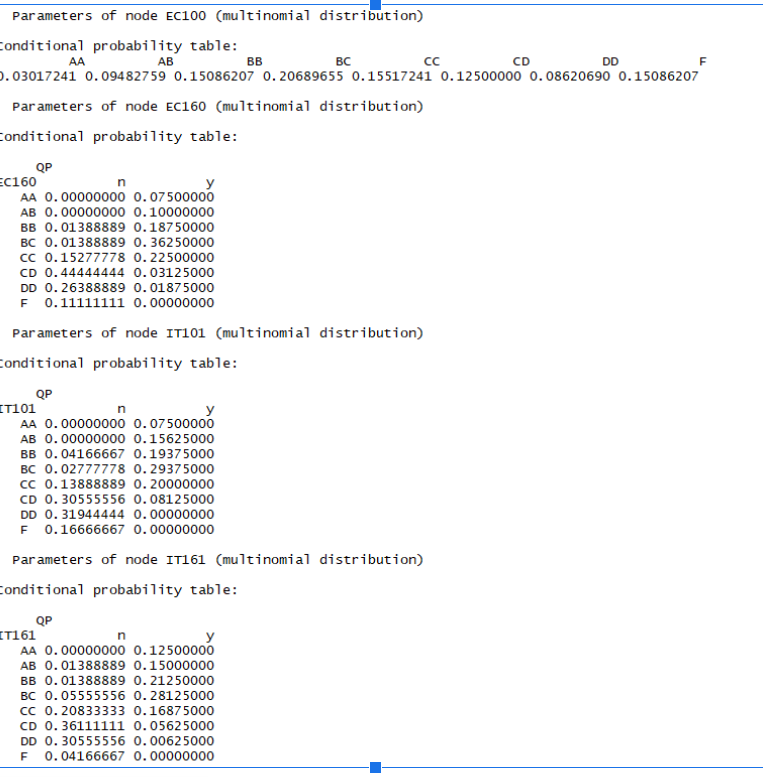 Parameters of node EC100 (multinomial distribution)
Conditional probability table:
AA AB BB BC CC CD DD F
0.03017241 0.09482759 0.15086207 0.20689655 0.15517241 0.12500000 0.08620690 0.15086207
Parameters of node EC160 (multinomial distribution)
Conditional probability table:
QP
EC160 n y
AA 0.00000000 0.07500000
AB 0.00000000 0.10000000
BB 0.01388889 0.18750000
BC 0.01388889 0.36250000
CC 0.15277778 0.22500000
CD 0.44444444 0.03125000
DD 0.26388889 0.01875000
F 0.11111111 0.00000000
Parameters of node IT101 (multinomial distribution)
Conditional probability table:
QP
IT101 n y
AA 0.00000000 0.07500000
AB 0.00000000 0.15625000
BB 0.04166667 0.19375000
BC 0.02777778 0.29375000
CC 0.13888889 0.20000000
CD 0.30555556 0.08125000
DD 0.31944444 0.00000000
F 0.16666667 0.00000000
Parameters of node IT161 (multinomial distribution)
Conditional probability table:
QP
IT161 n y
AA 0.00000000 0.12500000
AB 0.01388889 0.15000000
BB 0.01388889 0.21250000
BC 0.05555556 0.28125000
CC 0.20833333 0.16875000
CD 0.36111111 0.05625000
DD 0.30555556 0.00625000
F 0.04166667 0.00000000